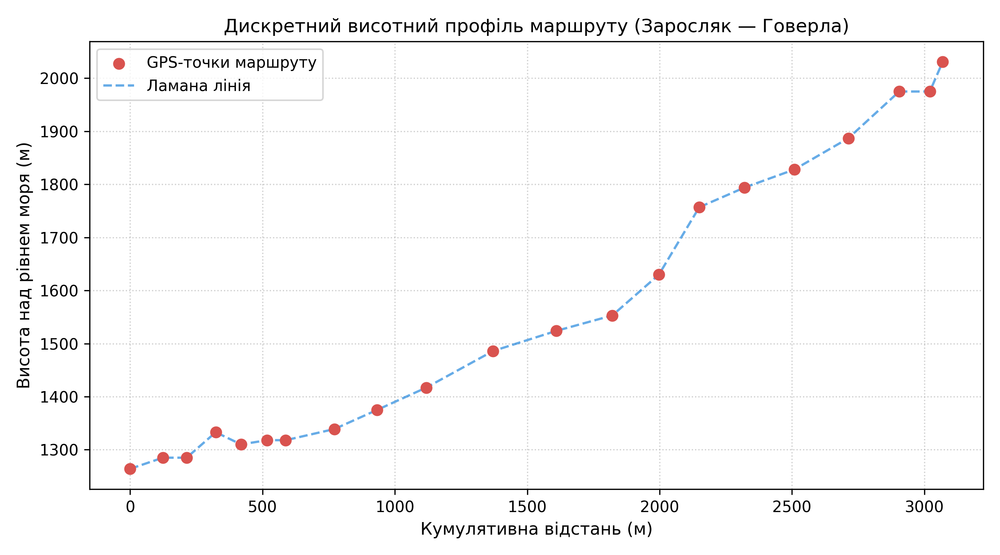 Дискретний висотний профіль маршруту (Заросляк — Говерла)
GPS-точки маршруту
Ламана лінія
Висота над рівнем моря (м)
2000
1900
1800
1700
1600
1500
1400
1300
0 500 1000 1500 2000 2500 3000
Кумулятивна відстань (м)